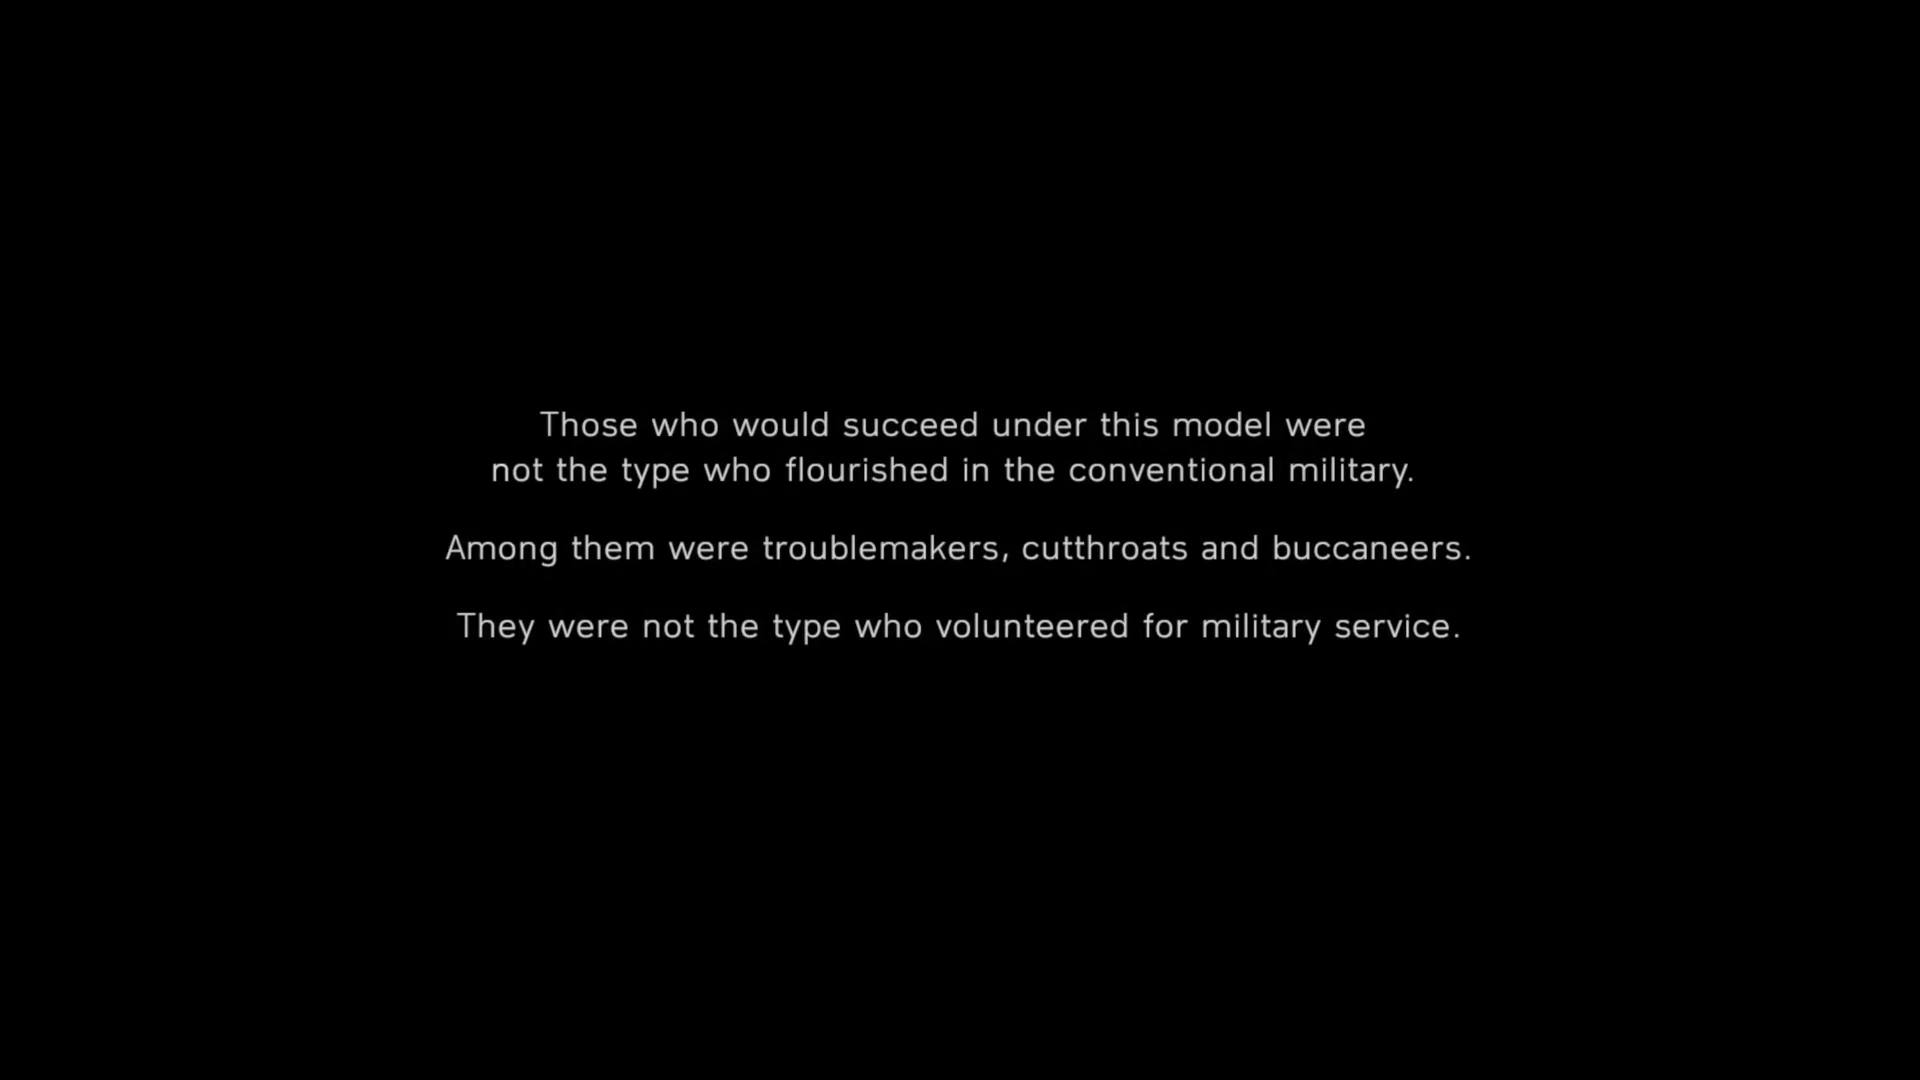 Those who would succeed under this model were
not the type who flourished in the conventional military.
Among them were troublemakers, cutthroats and buccaneers.
They were not the type who volunteered for military service.